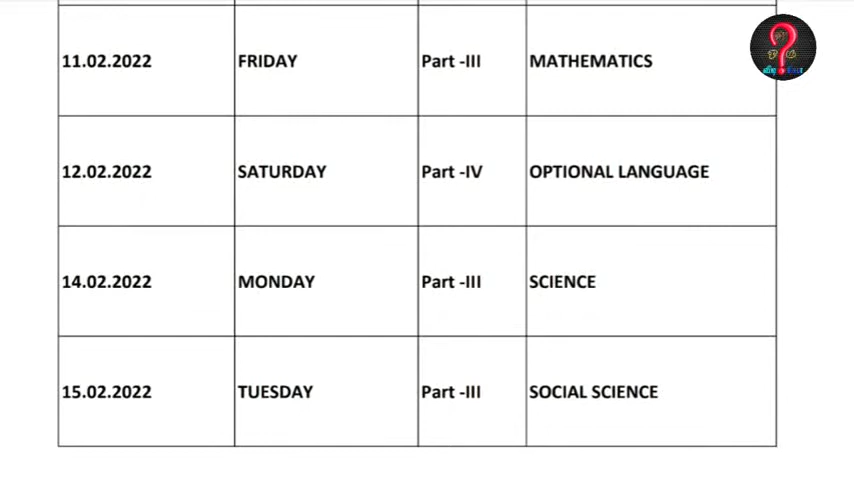 11.02.2022 FRIDAY Part -III MATHEMATICS
12.02.2022 SATURDAY Part -IV OPTIONAL LANGUAGE
14.02.2022 MONDAY Part -III SCIENCE
15.02.2022 TUESDAY Part -III SOCIAL SCIENCE